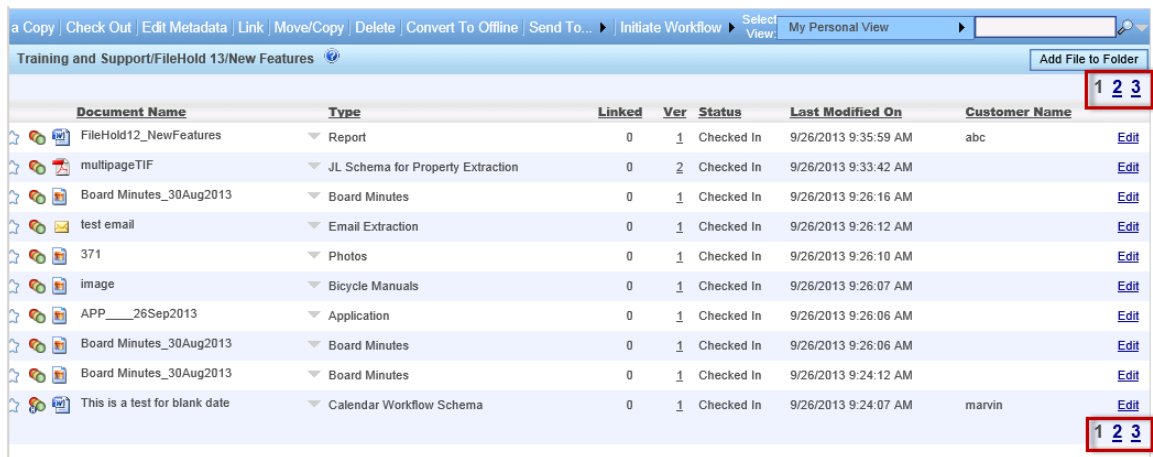 a Copy | Check Out | Edit Metadata | Link | Move/Copy | Delete | Convert To Offline | Send To... | Initiate Workflow Select View: My Personal View
Training and Support/FileHold 13/New Features Add File to Folder
1 2 3
Document Name Type Linked Ver Status Last Modified On Customer Name
FileHold12_NewFeatures Report 0 1 Checked In 9/26/2013 9:35:59 AM abc Edit
multipageTIF JL Schema for Property Extraction 0 2 Checked In 9/26/2013 9:33:42 AM Edit
Board Minutes_30Aug2013 Board Minutes 0 1 Checked In 9/26/2013 9:26:16 AM Edit
test email Email Extraction 0 1 Checked In 9/26/2013 9:26:12 AM Edit
371 Photos 0 1 Checked In 9/26/2013 9:26:10 AM Edit
image Bicycle Manuals 0 1 Checked In 9/26/2013 9:26:07 AM Edit
APP____26Sep2013 Application 0 1 Checked In 9/26/2013 9:26:06 AM Edit
Board Minutes_30Aug2013 Board Minutes 0 1 Checked In 9/26/2013 9:26:06 AM Edit
Board Minutes_30Aug2013 Board Minutes 0 1 Checked In 9/26/2013 9:24:12 AM Edit
This is a test for blank date Calendar Workflow Schema 0 1 Checked In 9/26/2013 9:24:07 AM marvin Edit
1 2 3